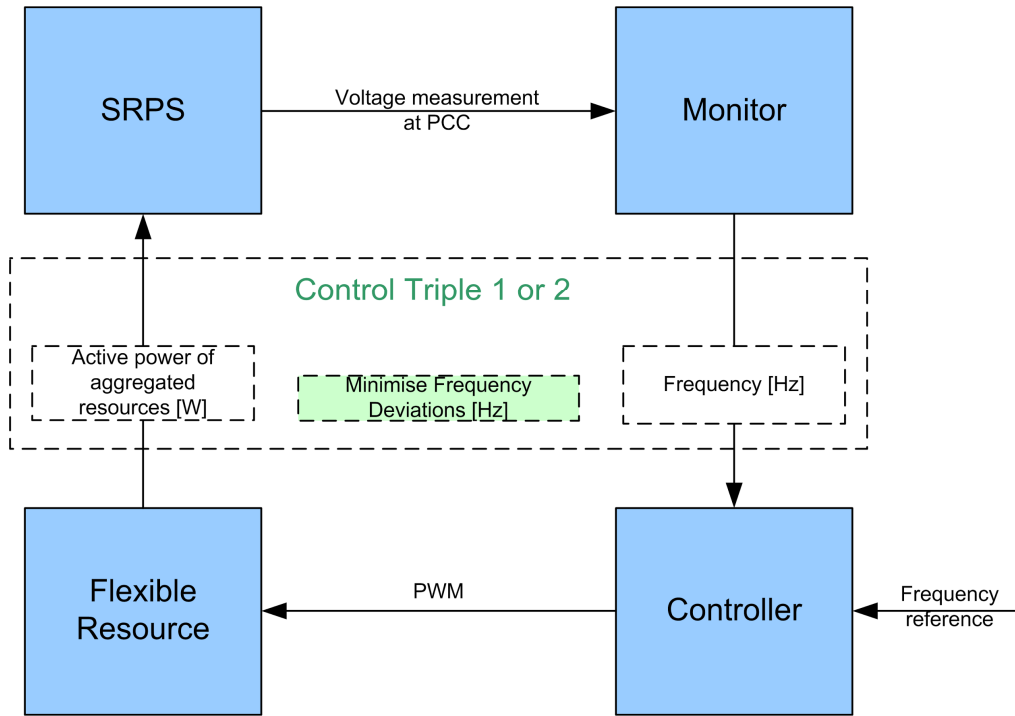 SRPS
Voltage measurement
at PCC
Monitor
Control Triple 1 or 2
Active power of
aggregated
resources [W]
Minimise Frequency
Deviations [Hz]
Frequency [Hz]
Flexible
Resource
PWM
Controller
Frequency
reference